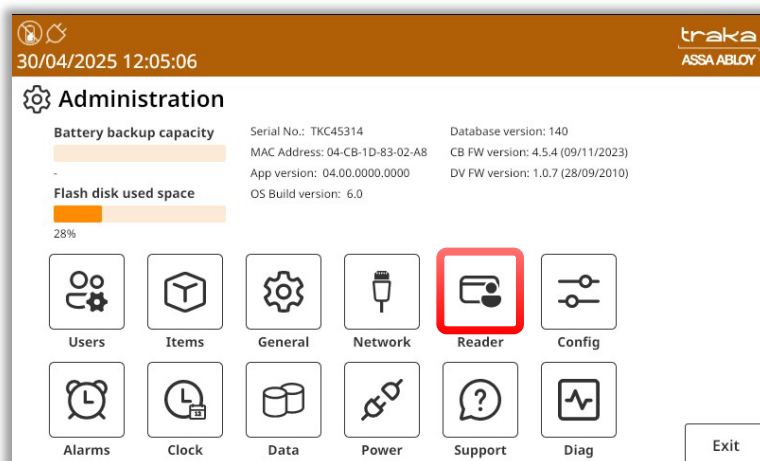 traka
30/04/2025 12:05:06
ASSA ABLOY
Administration
Battery backup capacity
-
Flash disk used space
28%
Serial No.: TKC45314
MAC Address: 04-CB-1D-83-02-A8
App version: 04.00.0000.0000
OS Build version: 6.0
Database version: 140
CB FW version: 4.5.4 (09/11/2023)
DV FW version: 1.0.7 (28/09/2010)
Users
Items
General
Network
Reader
Config
12
Alarms
Clock
Data
Power
Support
Diag
Exit